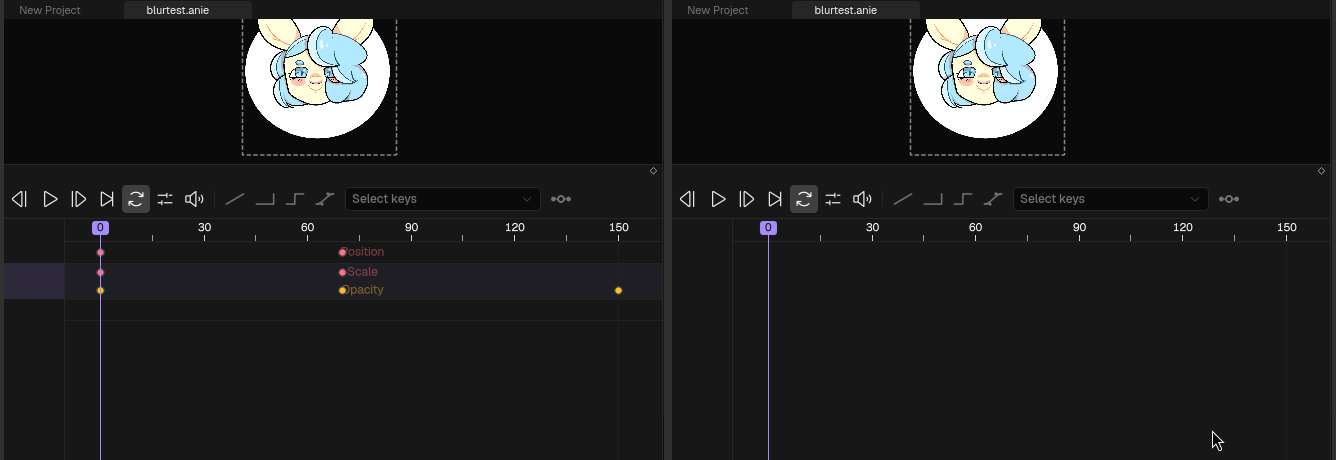 New Project blurtest.anie
Select keys
0 30 60 90 120 150
Position
Scale
Opacity
New Project blurtest.anie
Select keys
0 30 60 90 120 150